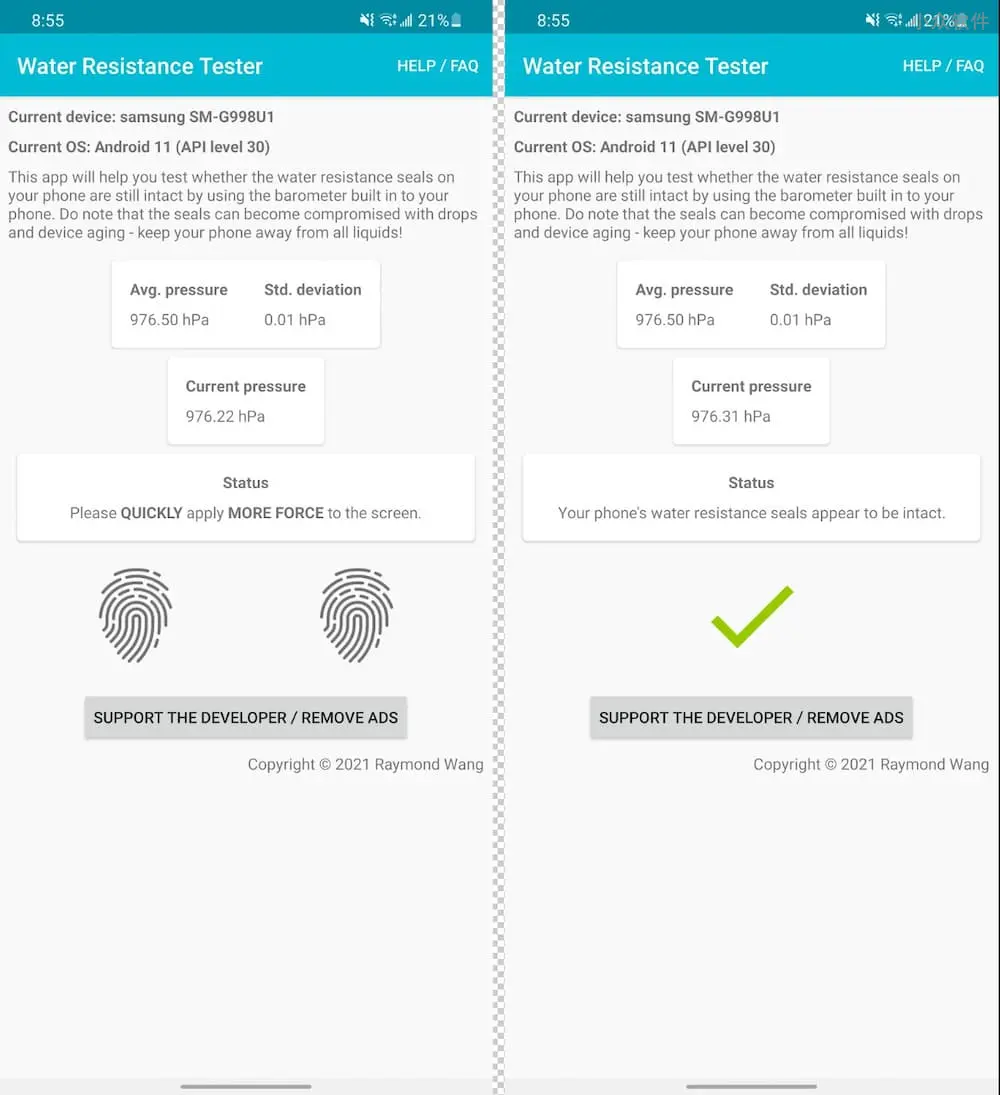 8:55
21%
Water Resistance Tester
HELP / FAQ
Current device: samsung SM-G998U1
Current OS: Android 11 (API level 30)
This app will help you test whether the water resistance seals on
your phone are still intact by using the barometer built in to your
phone. Do note that the seals can become compromised with drops
and device aging - keep your phone away from all liquids!
Avg. pressure
Std. deviation
976.50 hPa
0.01 hPa
Current pressure
976.22 hPa
Status
Please QUICKLY apply MORE FORCE to the screen.
SUPPORT THE DEVELOPER / REMOVE ADS
Copyright © 2021 Raymond Wang
8:55
21%
Water Resistance Tester
HELP / FAQ
Current device: samsung SM-G998U1
Current OS: Android 11 (API level 30)
This app will help you test whether the water resistance seals on
your phone are still intact by using the barometer built in to your
phone. Do note that the seals can become compromised with drops
and device aging - keep your phone away from all liquids!
Avg. pressure
Std. deviation
976.50 hPa
0.01 hPa
Current pressure
976.31 hPa
Status
Your phone's water resistance seals appear to be intact.
SUPPORT THE DEVELOPER / REMOVE ADS
Copyright © 2021 Raymond Wang